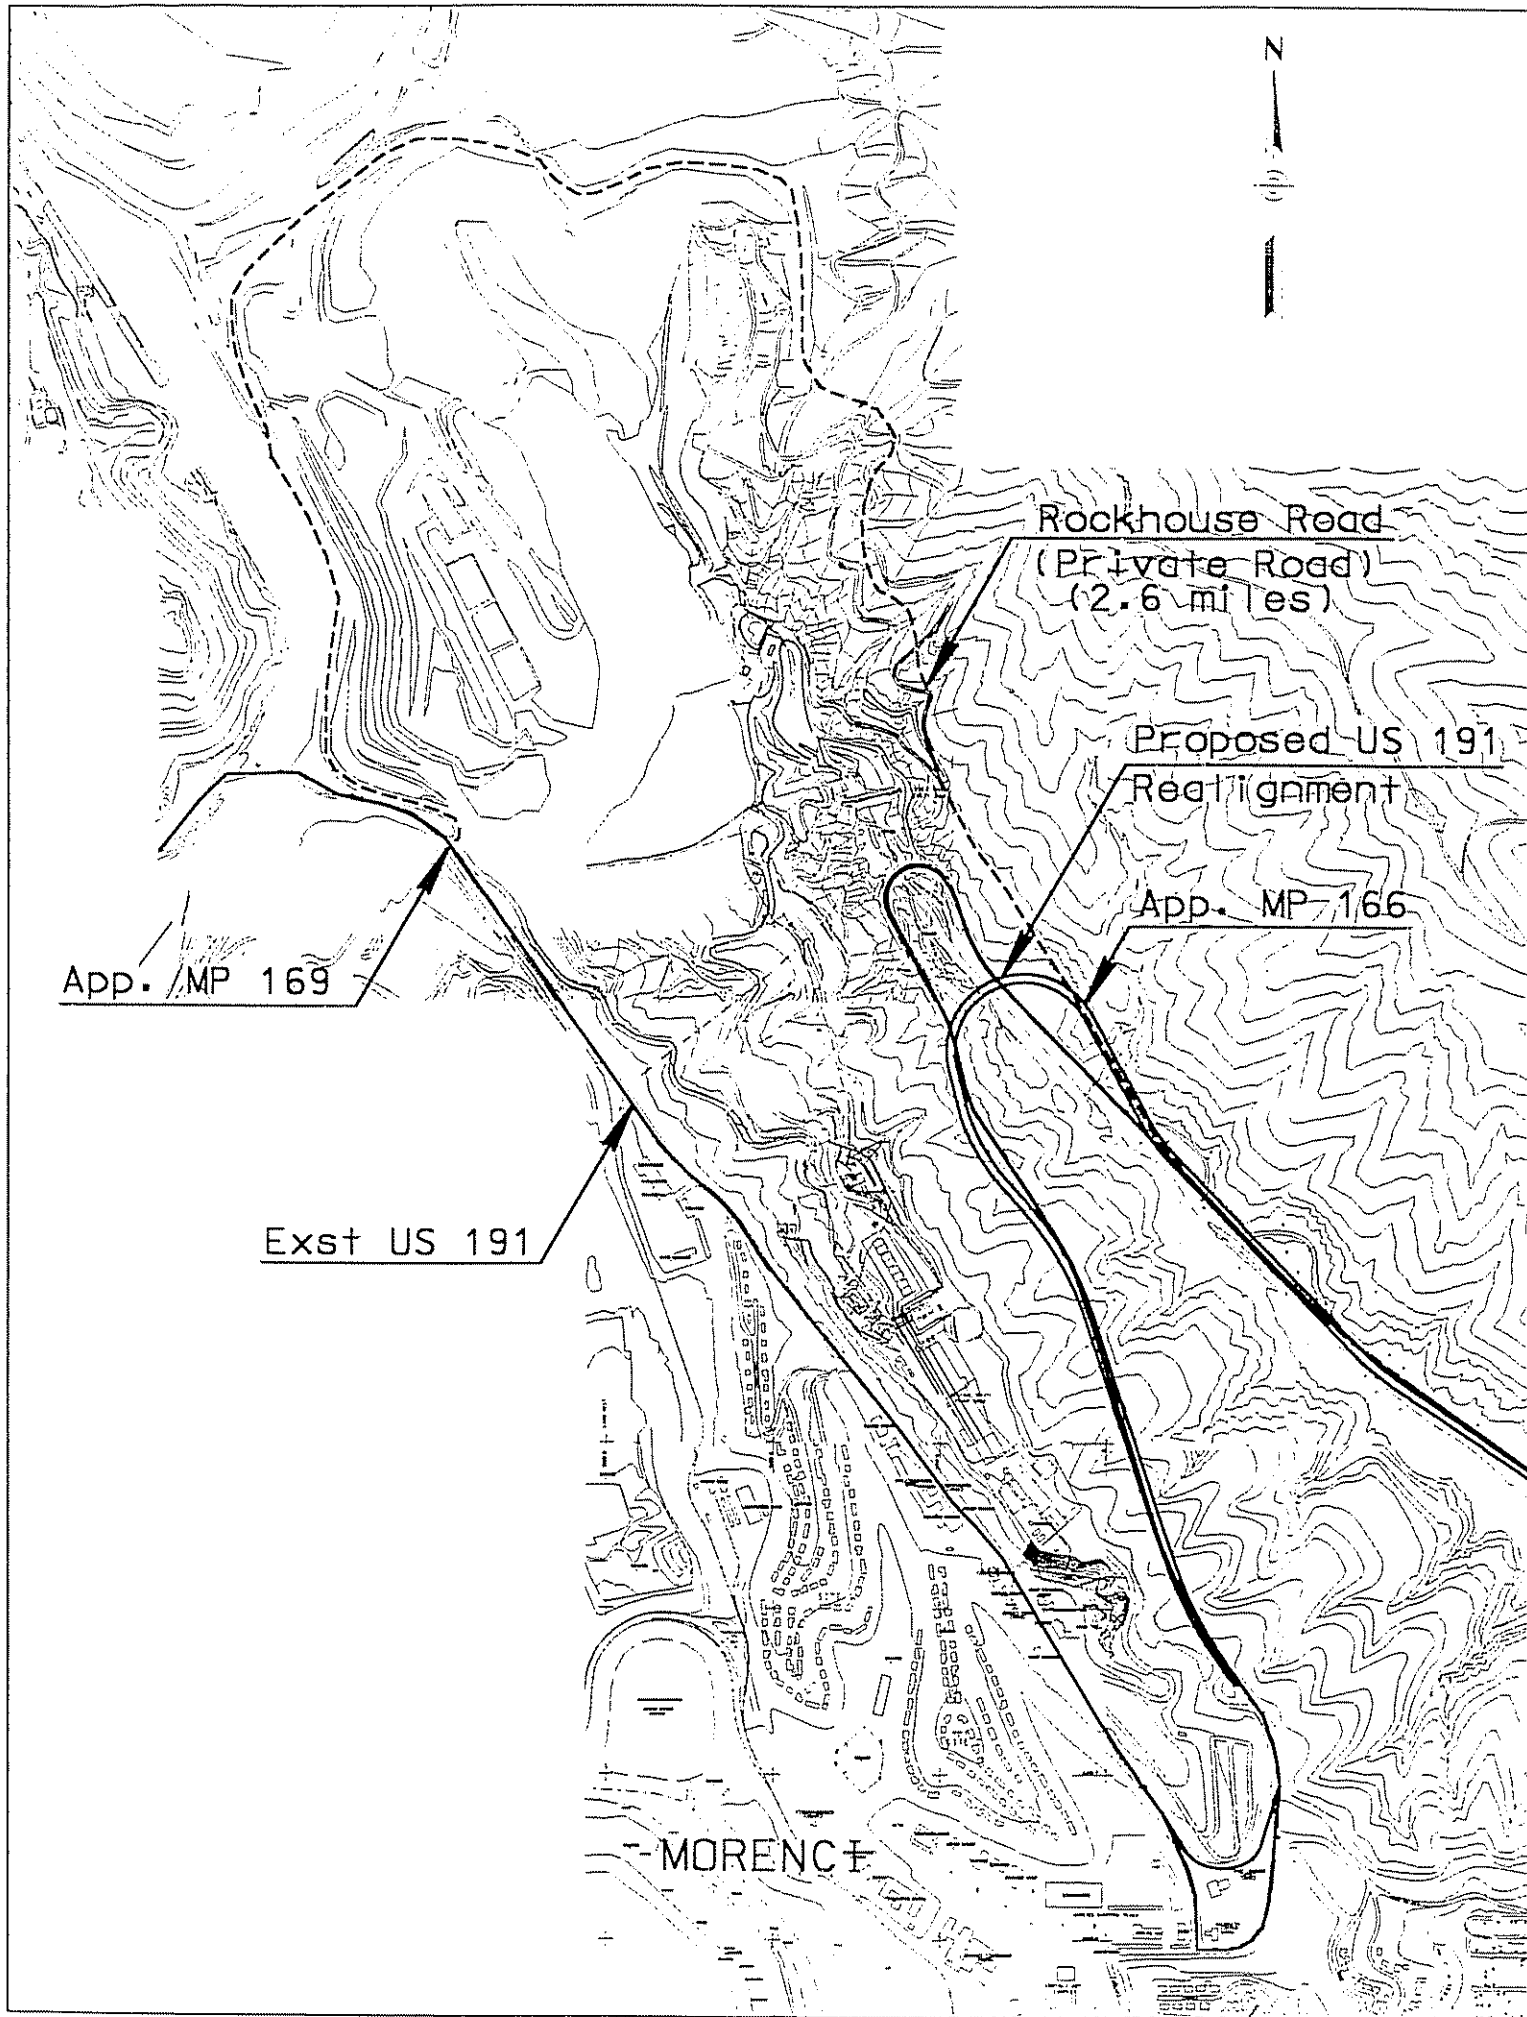 N
Rockhouse Road
(Private Road)
(2.6 miles)
Proposed US 191
Realignment
App. MP 166
App. MP 169
Exst US 191
MORENCI